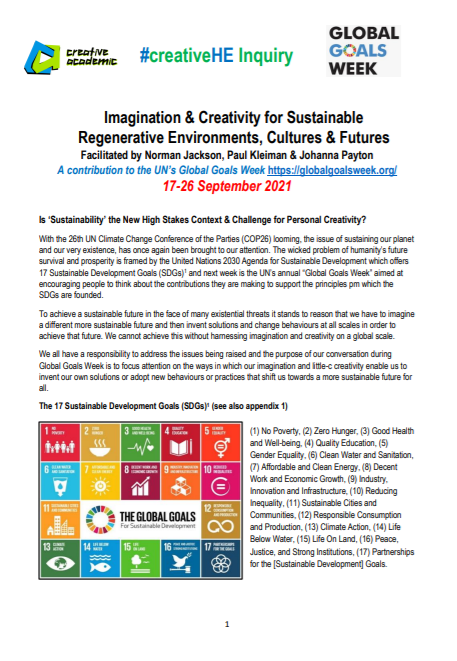 creative
academic
#creativeHE Inquiry
GLOBAL
GOALS
WEEK
Imagination & Creativity for Sustainable
Regenerative Environments, Cultures & Futures
Facilitated by Norman Jackson, Paul Kleiman & Johanna Payton
A contribution to the UN's Global Goals Week https://globalgoalsweek.org/
17-26 September 2021
Is 'Sustainability' the New High Stakes Context & Challenge for Personal Creativity?
With the 26th UN Climate Change Conference of the Parties (COP26) looming, the issue of sustaining our planet
and our very existence, has once again been brought to our attention. The wicked problem of humanity's future
survival and prosperity is framed by the United Nations 2030 Agenda for Sustainable Development which offers
17 Sustainable Development Goals (SDGs)¹ and next week is the UN's annual "Global Goals Week" aimed at
encouraging people to think about the contributions they are making to support the principles pm which the
SDGs are founded.
To achieve a sustainable future in the face of many existential threats it stands to reason that we have to imagine
a different more sustainable future and then invent solutions and change behaviours at all scales in order to
achieve that future. We cannot achieve this without harnessing imagination and creativity on a global scale.
We all have a responsibility to address the issues being raised and the purpose of our conversation during
Global Goals Week is to focus attention on the ways in which our imagination and little-c creativity enable us to
invent our own solutions or adopt new behaviours or practices that shift us towards a more sustainable future for
all.
The 17 Sustainable Development Goals (SDG)¹ (see also appendix 1)
1 NO POVERTY
2 ZERO HUNGER
3 GOOD HEALTH AND WELL-BEING
4 QUALITY EDUCATION
5 GENDER EQUALITY
6 CLEAN WATER AND SANITATION
7 AFFORDABLE AND CLEAN ENERGY
8 DECENT WORK AND ECONOMIC GROWTH
9 INDUSTRY, INNOVATION AND INFRASTRUCTURE
10 REDUCED INEQUALITIES
11 SUSTAINABLE CITIES AND COMMUNITIES
THE GLOBAL GOALS
For Sustainable Development
12 RESPONSIBLE CONSUMPTION AND PRODUCTION
13 CLIMATE ACTION
14 LIFE BELOW WATER
15 LIFE ON LAND
16 PEACE, JUSTICE AND STRONG INSTITUTIONS
17 PARTNERSHIPS FOR THE GOALS
(1) No Poverty, (2) Zero Hunger, (3) Good Health
and Well-being, (4) Quality Education, (5)
Gender Equality, (6) Clean Water and Sanitation,
(7) Affordable and Clean Energy, (8) Decent
Work and Economic Growth, (9) Industry,
Innovation and Infrastructure, (10) Reducing
Inequality, (11) Sustainable Cities and
Communities, (12) Responsible Consumption
and Production, (13) Climate Action, (14) Life
Below Water, (15) Life On Land, (16) Peace,
Justice, and Strong Institutions, (17) Partnerships
for the [Sustainable Development] Goals.
1